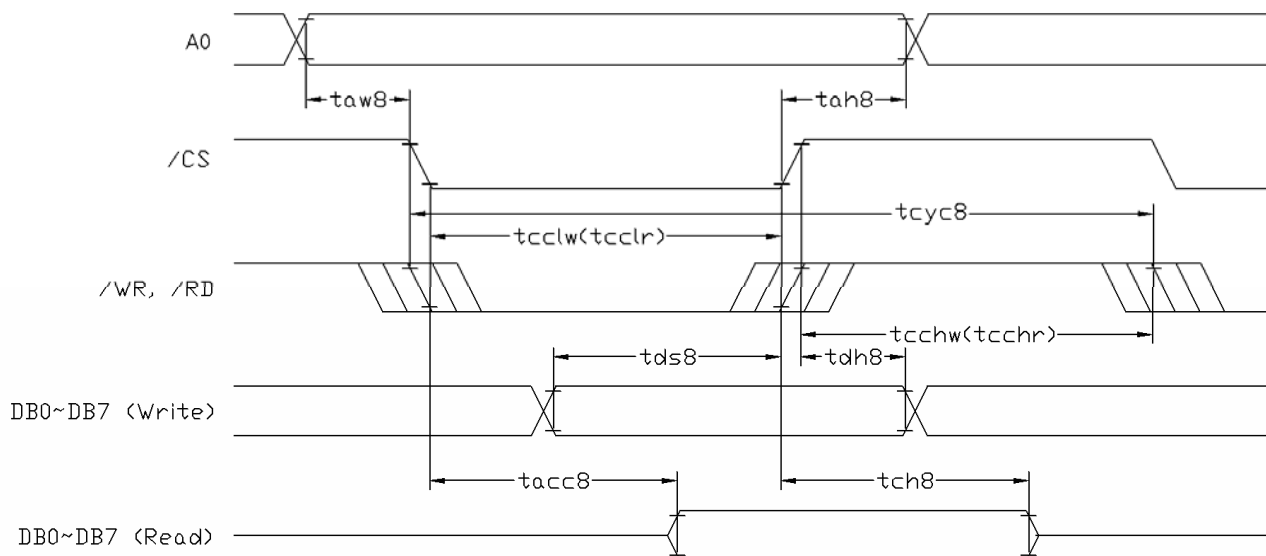 A0
taw8 tah8
/CS
tcyc8
tcclw(tcclr)
/WR, /RD
tcchw(tcchr)
tds8 tdh8
DB0~DB7 (Write)
tacc8 tch8
DB0~DB7 (Read)